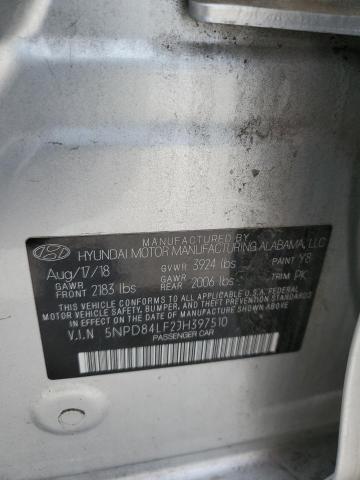 MANUFACTURED BY
HYUNDAI MOTOR MANUFACTURING ALABAMA, LLC
Aug/17/18 GVWR 3924 lbs PAINT Y8
GAWR FRONT 2183 lbs GAWR REAR 2006 lbs TRIM PK
THIS VEHICLE CONFORMS TO ALL APPLICABLE FEDERAL
MOTOR VEHICLE SAFETY, BUMPER, AND THEFT PREVENTION
STANDARDS IN EFFECT ON THE DATE OF MANUFACTURE SHOWN ABOVE.
V.I.N 5NPD84LF2JH397510
PASSENGER CAR